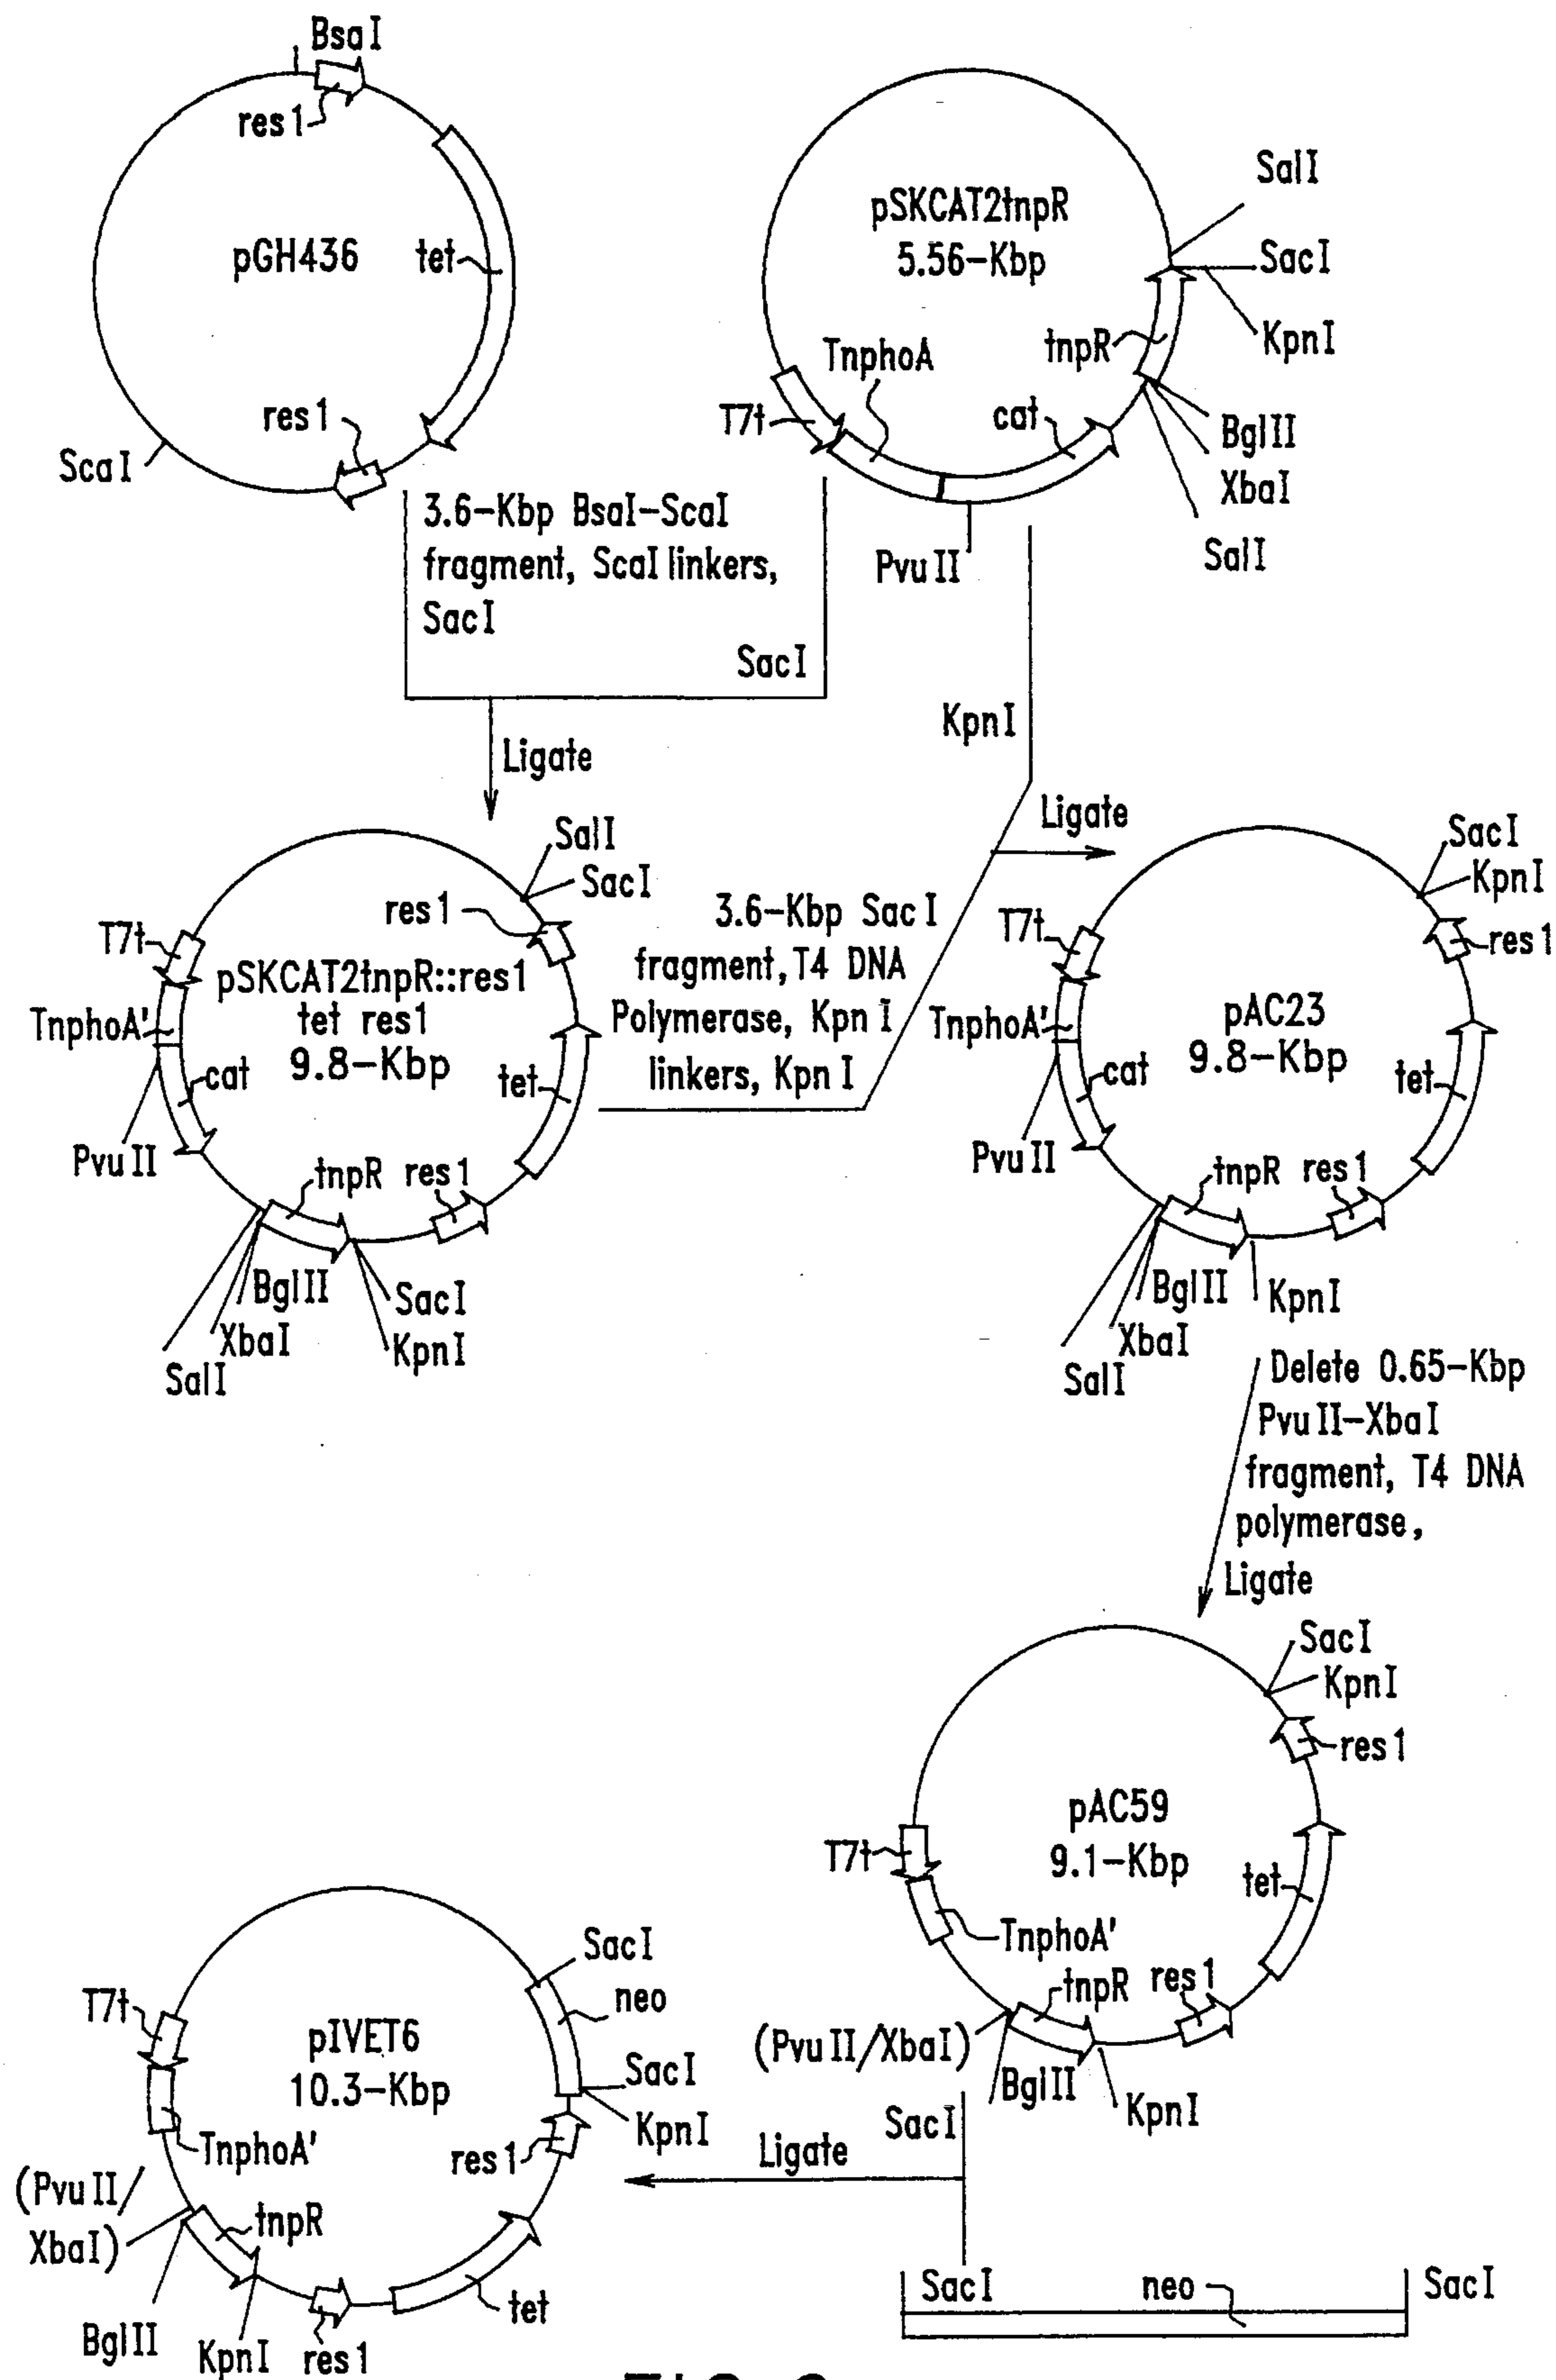 BsaI
res1
pGH436
tet
res1
ScaI
pSKCAT2tnpR
5.56-Kbp
SalI
SacI
KpnI
tnpR
TnphoA
T7t
cat
BglII
XbaI
SalI
PvuII
3.6-Kbp BsaI-ScaI
fragment, ScaI linkers,
SacI
SacI
KpnI
Ligate
Ligate
SalI
SacI
res1
T7t
pSKCAT2tnpR::res1
tet res1
9.8-Kbp
TnphoA'
cat
tet
PvuII
tnpR
res1
BglII
SacI
XbaI
KpnI
SalI
3.6-Kbp SacI
fragment, T4 DNA
Polymerase, KpnI
linkers, KpnI
SacI
KpnI
T7t
res1
pAC23
9.8-Kbp
TnphoA'
cat
tet
PvuII
tnpR
res1
BglII
KpnI
XbaI
SalI
Delete 0.65-Kbp
PvuII-XbaI
fragment, T4 DNA
polymerase,
Ligate
SacI
KpnI
res1
pAC59
9.1-Kbp
T7t
tet
TnphoA'
tnpR
res1
(PvuII/XbaI)
BglII
KpnI
SacI
Ligate
SacI
neo
SacI
SacI
neo
T7t
pIVET6
10.3-Kbp
SacI
KpnI
TnphoA'
res1
(PvuII/
XbaI)
tnpR
tet
BglII
KpnI
res1